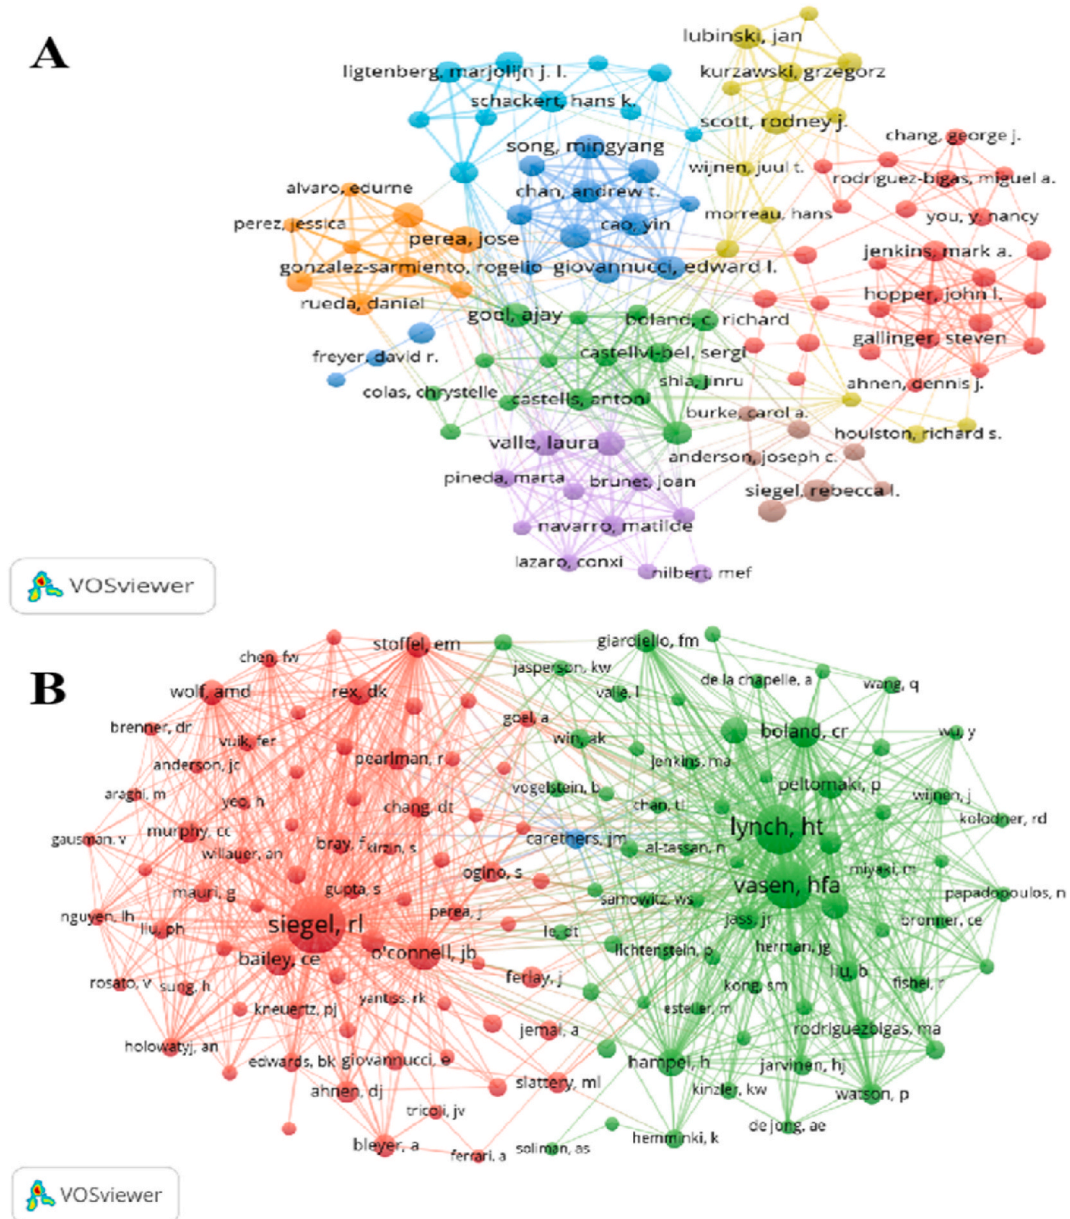 A
lubinski, jan
ligtenberg, marjolijn j. l.
kurzawski, grzegorz
schackert, hans k.
scott, rodney j.
chang, george j.
song, mingyang
wijnen, juul t.
rodriguez-bigas, miguel a.
alvaro, edurne
chan, andrew t.
perez, jessica
cao, yin
morreau, hans
you, y. nancy
perea, jose
jenkins, mark a.
gonzalez-sarmiento, rogelio
giovannucci, edward l.
hopper, john l.
rueda, daniel
goel, ajay
boland, c. richard
gallinger, steven
freyer, david r.
castellvi-bel, sergi
colas, chrystelle
shia, jinru
ahnen, dennis j.
castells, antoni
burke, carol a.
valle, laura
houlston, richard s.
anderson, joseph c.
pineda, marta
brunet, joan
siegel, rebecca l.
navarro, matilde
lazaro, conxi
nilbert, mef
VOSviewer
B
stoffel, em
giardiello, fm
chen, fw
jasperson, kw
de la chapelle, a
wolf, amd
rex, dk
valle, l
wang, q
brenner, dr
vuik, fer
goel, a
win, ak
boland, cr
wu, y
anderson, jc
pearlman, r
jenkins, ma
araghi, m
yeo, h
chang, dt
vogelstein, b
chan, tl
peltomaki, p
wijnen, j
kolodner, rd
gausman, v
murphy, cc
willauer, an
bray, f
kirzin, s
carethers, jm
lynch, ht
al-tassan, n
miyaki, m
mauri, g
gupta, s
ogino, s
samowitz, ws
vasen, hfa
papadopoulos, n
nguyen, lh
liu, ph
siegel, rl
perea, j
le, dt
jass, jr
bronner, ce
bailey, ce
o'connell, jb
lichtenstein, p
herman, jg
rosato, v
sung, h
yantiss, rk
ferlay, j
kong, sm
liu, b
fishel, r
kneuertz, pj
esteller, m
holowatyj, an
jemal, a
rodriguezbigas, ma
edwards, bk
giovannucci, e
hampel, h
jarvinen, hj
ahnen, dj
slattery, ml
kinzler, kw
watson, p
tricoli, jv
de jong, ae
bleyer, a
ferrari, a
soliman, as
hemminki, k
VOSviewer